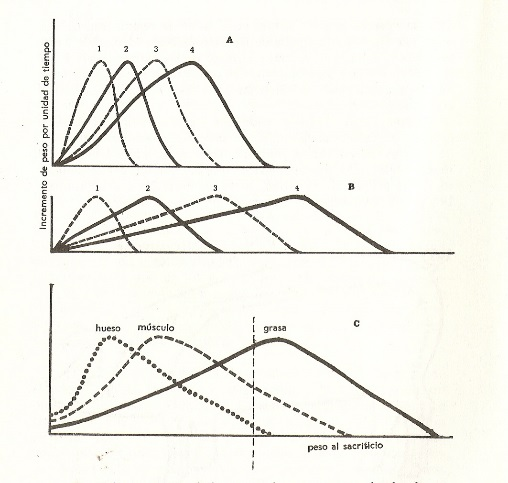 A
1 2 3 4
Incremento de peso por unidad de tiempo
B
1 2 3 4
C
hueso músculo grasa
peso al sacrificio